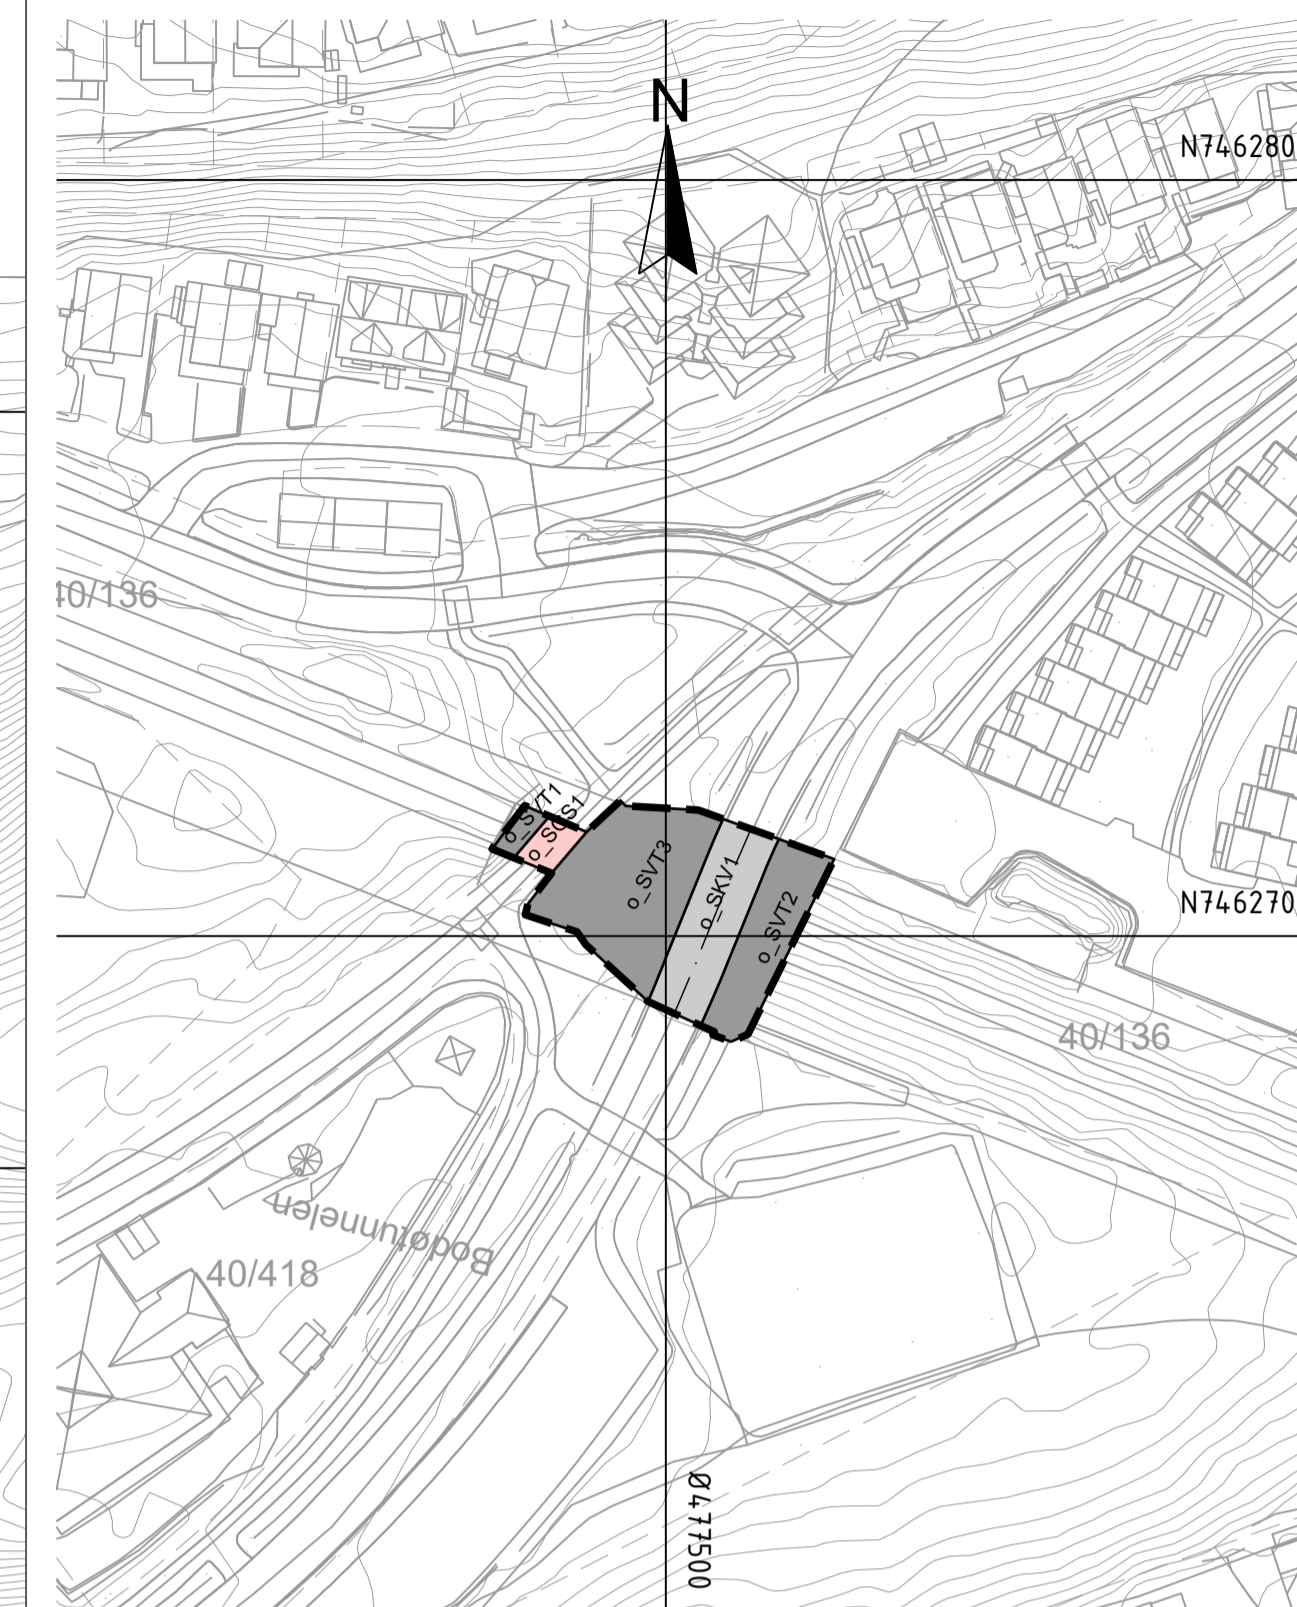 N
N746280
40/136
o_SVT1
o_SGS1
o_SVT3
o_SKV1
o_SVT2
N746270
40/136
Bodøtunnelen
40/418
Ø477500